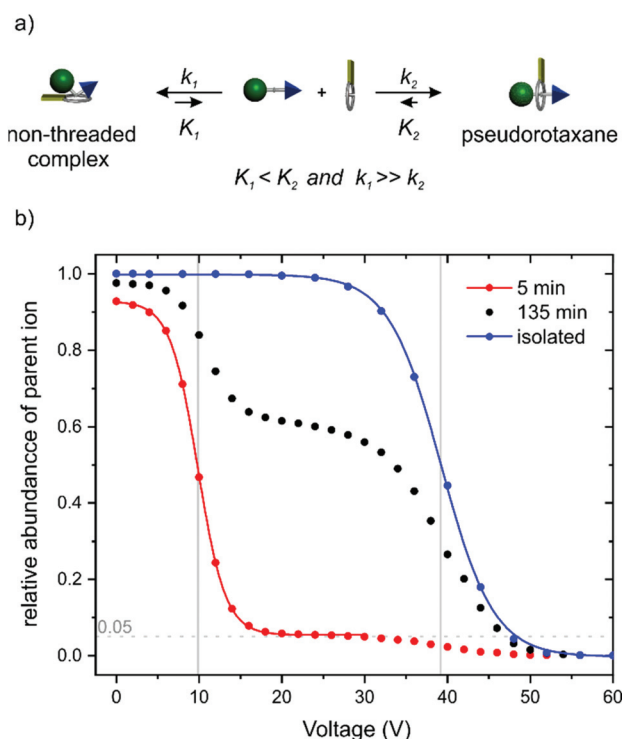 a)
k1 k2
+
K1 K2
non-threaded pseudorotaxane
complex
K1 < K2 and k1 >> k2
b)
1.0
0.8
0.6
0.4
0.2
0.0
0.05
relative abundancce of parent ion
5 min
135 min
isolated
0 10 20 30 40 50 60
Voltage (V)